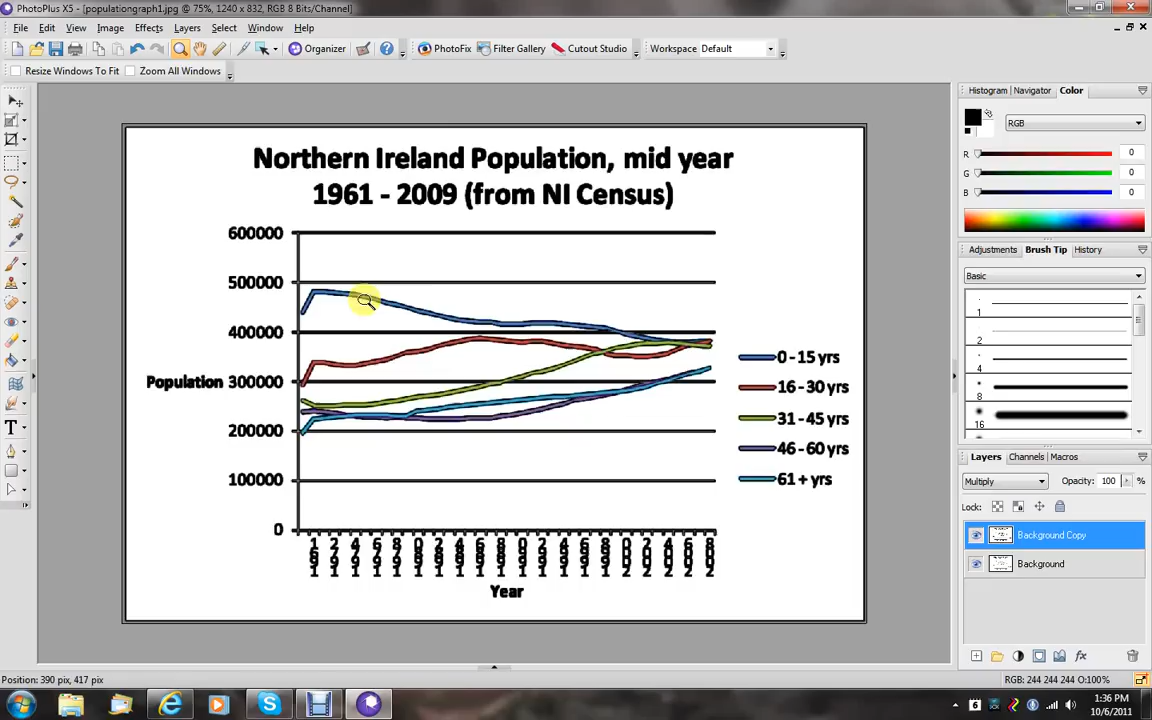 PhotoPlus X5 - [populationgraph1.jpg @ 75%, 1240 x 832, RGB 8 Bits/Channel]
File Edit View Image Effects Layers Select Window Help
Organizer PhotoFix Filter Gallery Cutout Studio Workspace Default
Resize Windows To Fit Zoom All Windows
Histogram Navigator Color
RGB
R 0
G 0
B 0
Adjustments Brush Tip History
Basic
1
2
4
8
16
Layers Channels Macros
Multiply Opacity: 100 %
Lock:
Background Copy
Background
Northern Ireland Population, mid year
1961 - 2009 (from NI Census)
600000
500000
400000
Population 300000
200000
100000
0
0 - 15 yrs
16 - 30 yrs
31 - 45 yrs
46 - 60 yrs
61 + yrs
Year
T
Position: 390 pix, 417 pix
RGB: 244 244 244 O:100%
1:36 PM
10/6/2011